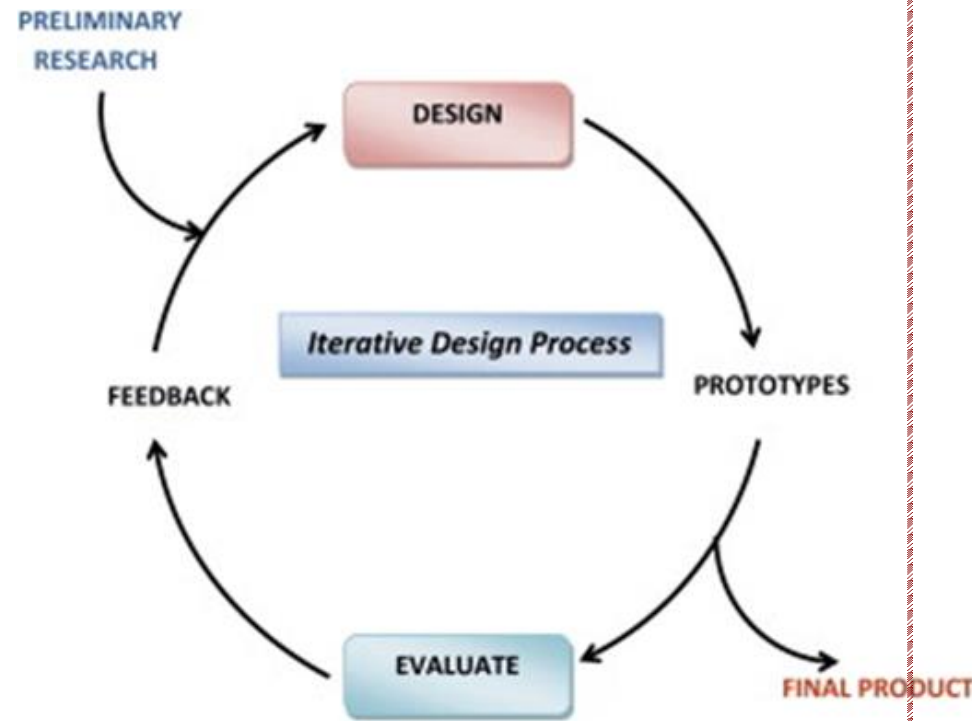 PRELIMINARY
RESEARCH
DESIGN
Iterative Design Process
FEEDBACK
PROTOTYPES
EVALUATE
FINAL PRODUCT